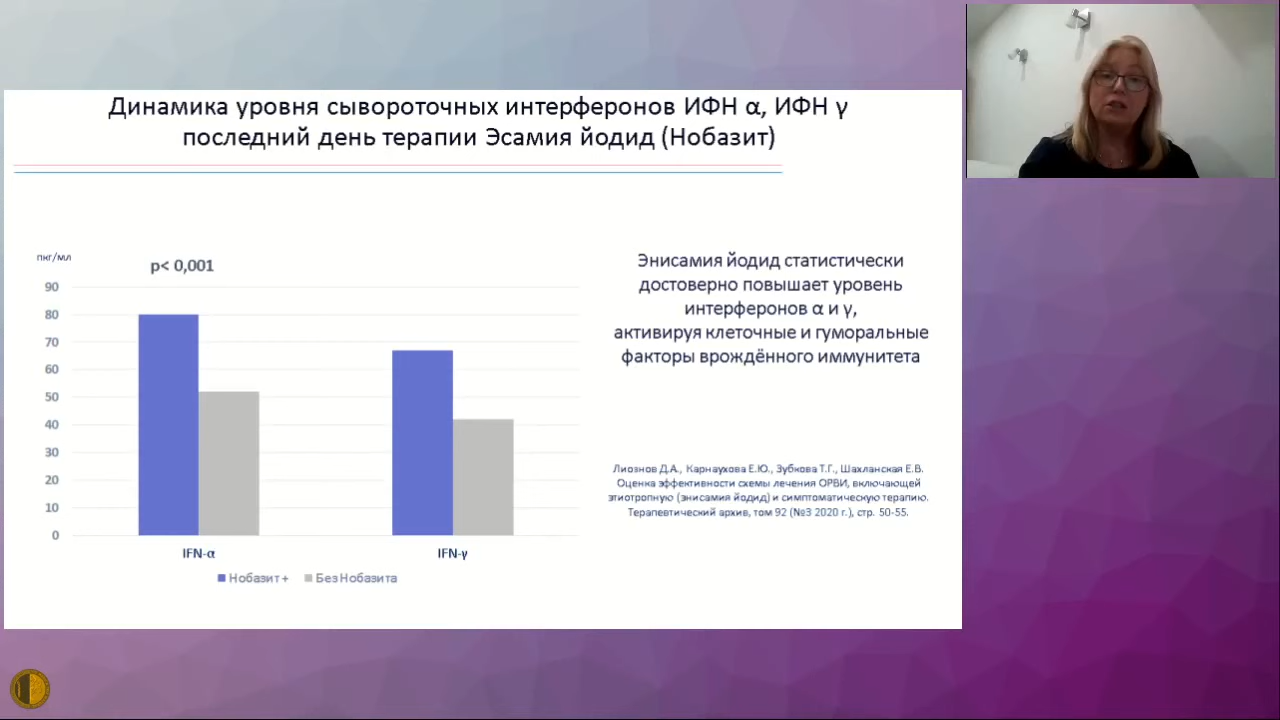 Динамика уровня сывороточных интерферонов ИФН α, ИФН γ
последний день терапии Эсамия йодид (Нобазит)
пкг/мл
p< 0,001
90
80
70
60
50
40
30
20
10
0
IFN-α
IFN-γ
Нобазит +
Без Нобазита
Энисамия йодид статистически
достоверно повышает уровень
интерферонов α и γ,
активируя клеточные и гуморальные
факторы врождённого иммунитета
Лиознов Д.А., Карнаухова Е.Ю., Зубкова Т.Г., Шахланская Е.В.
Оценка эффективности схемы лечения ОРВИ, включающей
этиотропную (энисамия йодид) и симптоматическую терапию.
Терапевтический архив, том 92 (№3 2020 г.), стр. 50-55.